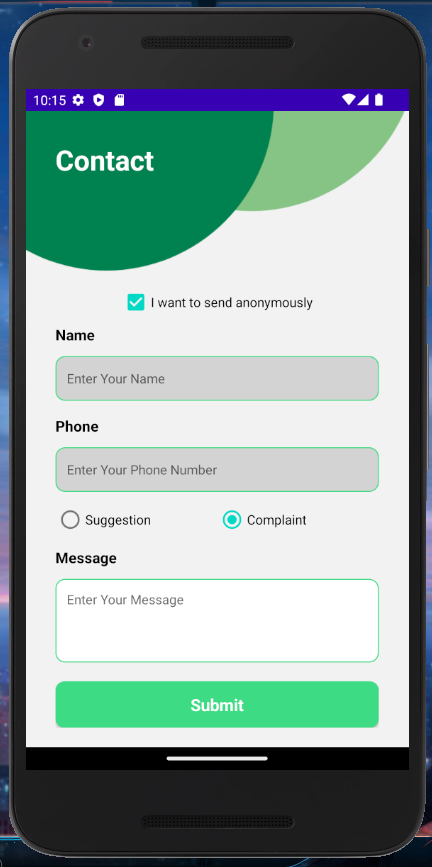 10:15
Contact
I want to send anonymously
Name
Enter Your Name
Phone
Enter Your Phone Number
Suggestion Complaint
Message
Enter Your Message
Submit